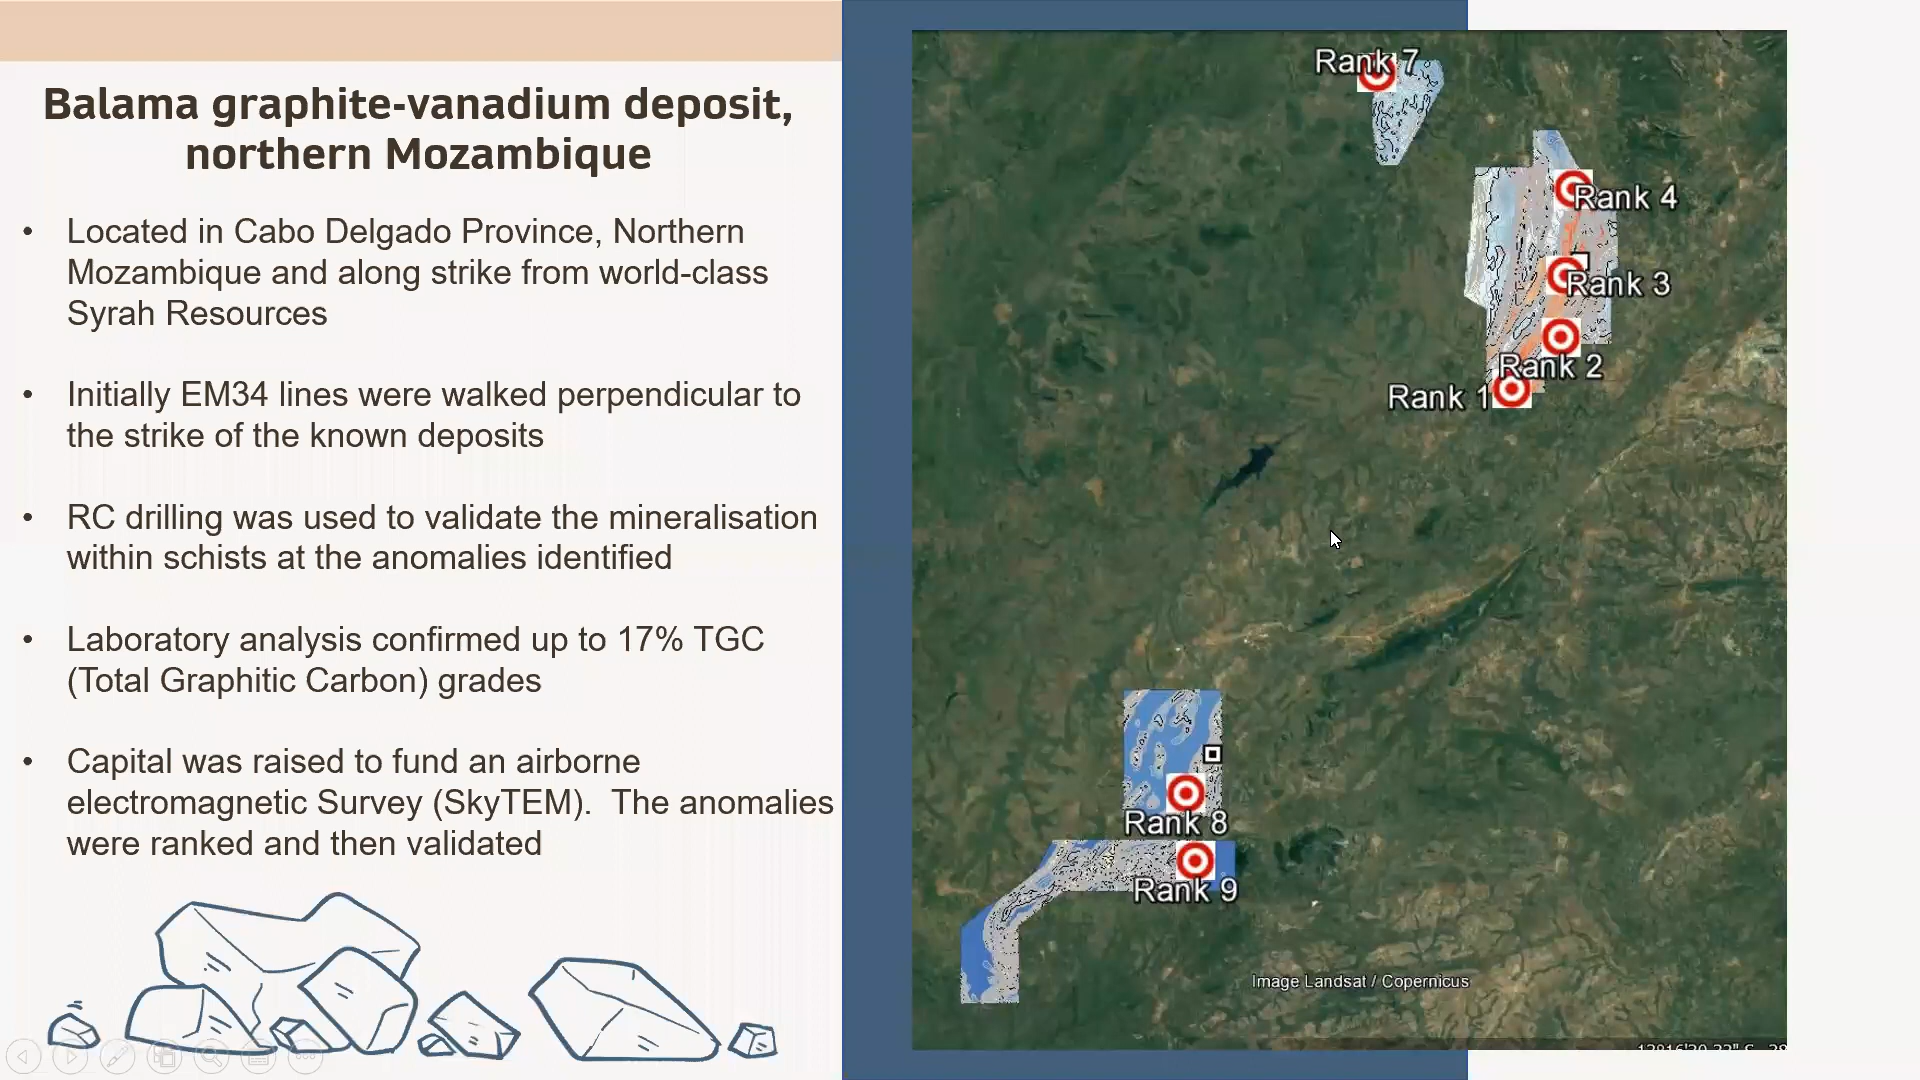 Balama graphite-vanadium deposit,
northern Mozambique
• Located in Cabo Delgado Province, Northern
Mozambique and along strike from world-class
Syrah Resources
• Initially EM34 lines were walked perpendicular to
the strike of the known deposits
• RC drilling was used to validate the mineralisation
within schists at the anomalies identified
• Laboratory analysis confirmed up to 17% TGC
(Total Graphitic Carbon) grades
• Capital was raised to fund an airborne
electromagnetic Survey (SkyTEM).  The anomalies
were ranked and then validated
Rank 7
Rank 4
Rank 3
Rank 2
Rank 1
Rank 8
Rank 9
Image Landsat / Copernicus